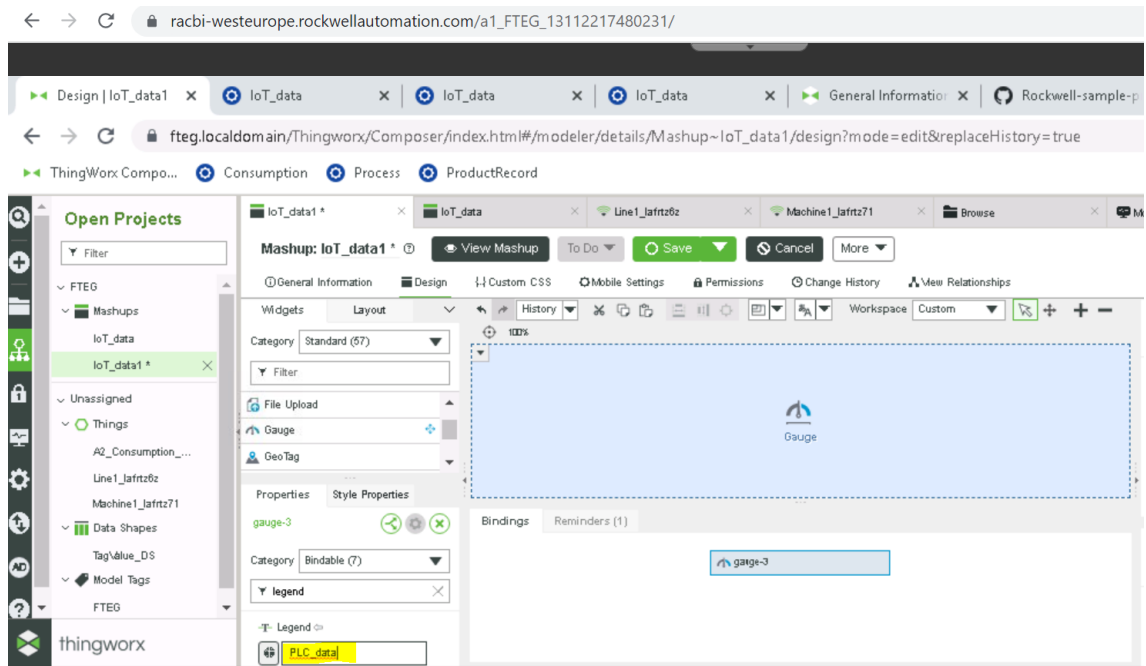 racbi-westeurope.rockwellautomation.com/a1_FTEG_13112217480231/
Design | IoT_data1
IoT_data
IoT_data
IoT_data
General Information
Rockwell-sample-p
fteg.localdomain/Thingworx/Composer/index.html#/modeler/details/Mashup~IoT_data1/design?mode=edit&replaceHistory=true
ThingWorx Compo...
Consumption
Process
ProductRecord
Open Projects
Filter
FTEG
Mashups
IoT_data
IoT_data1 *
Unassigned
Things
A2_Consumption_...
Line1_lafrtz6z
Machine1_lafrtz71
Data Shapes
TagValue_DS
Model Tags
FTEG
AD
thingworx
IoT_data1 *
IoT_data
Line1_lafrtz6z
Machine1_lafrtz71
Browse
Mo
Mashup: IoT_data1 *
View Mashup
To Do
Save
Cancel
More
General Information
Design
Custom CSS
Mobile Settings
Permissions
Change History
View Relationships
Widgets
Layout
History
Workspace
Custom
100%
Category
Standard (57)
Filter
File Upload
Gauge
GeoTag
Gauge
Properties
Style Properties
gauge-3
Category
Bindable (7)
legend
Legend
PLC_data
Bindings
Reminders (1)
gauge-3